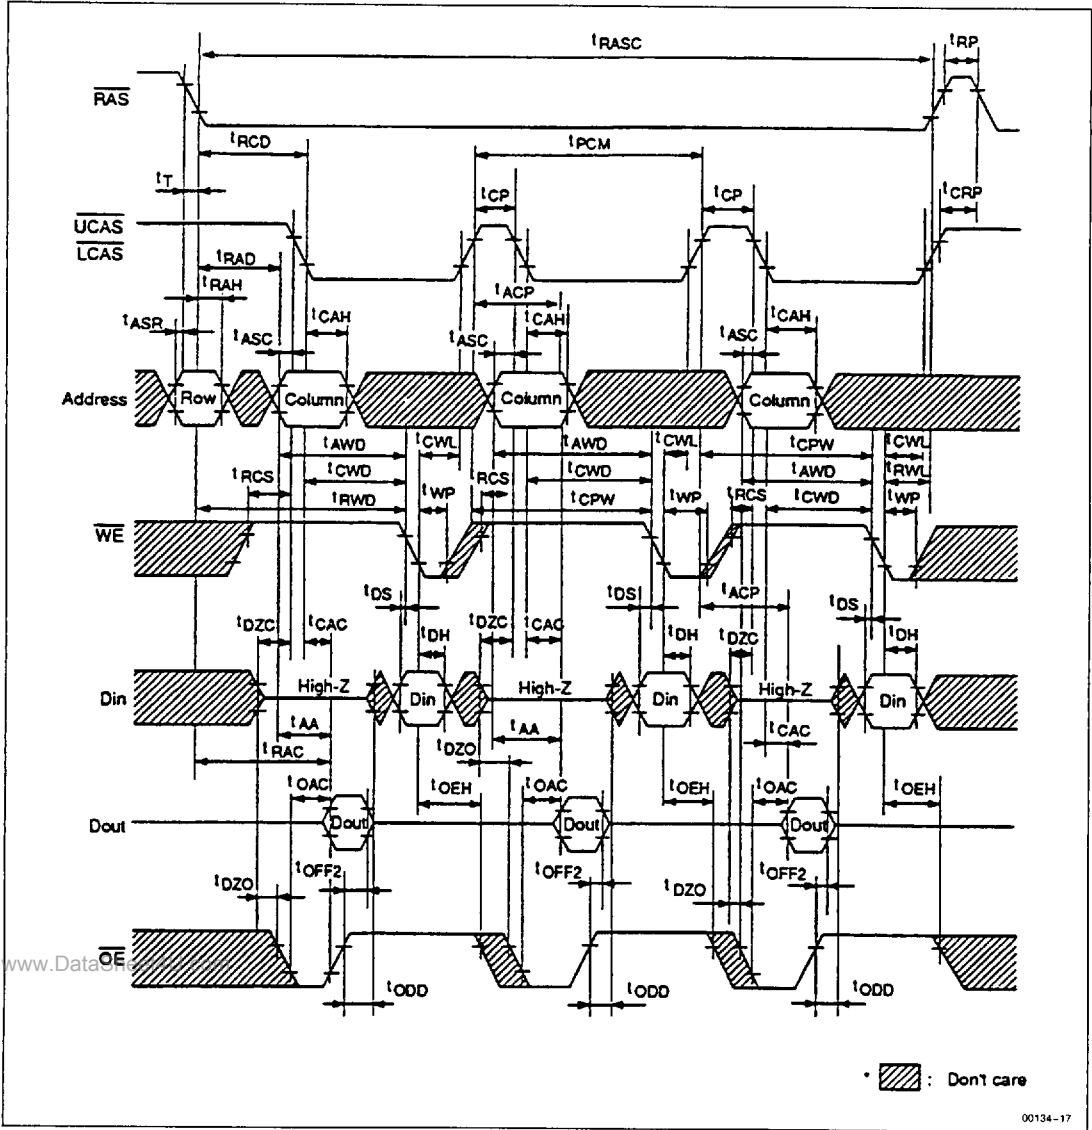 tRASC tRP
RAS
tRCD tPCM
tT tCP tCP tCRP
UCAS
LCAS
tRAD
tRAH tACP
tASR tASC tCAH tASC tCAH tASC tCAH
Address Row Column Column Column
tAWD tCWL tAWD tCWL tCPW tCWL
tRCS tCWD tRCS tCWD tAWD tRWL
tRWD tWP tCPW tWP tRCS tCWD tWP
WE
tDS tDS tACP tDS
tDZC tCAC tDH tDZC tCAC tDH tDZC tDH
Din High-Z Din High-Z Din High-Z Din
tAA tAA tCAC
tRAC tDZO
tOAC tOEH tOAC tOEH tOAC tOEH
Dout Dout Dout Dout
tDZO tOFF2 tOFF2 tDZO tOFF2
OE
tODD tODD tODD
* : Don't care
00134-17